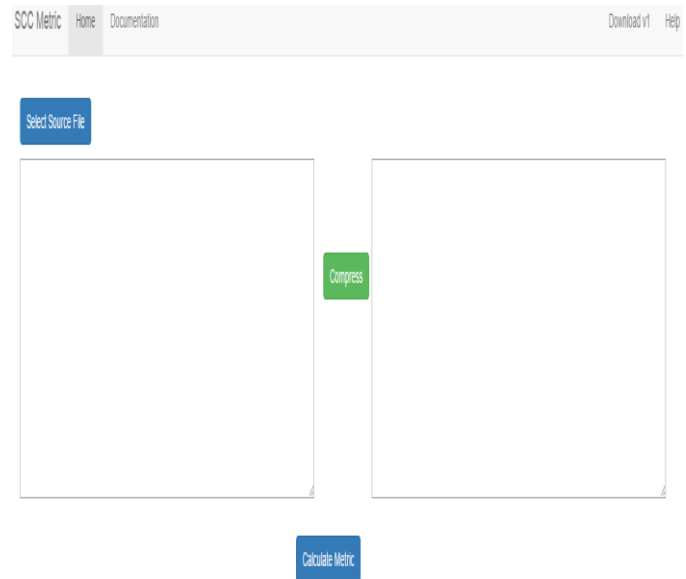 SCC Metric Home Documentation Download v1 Help
Select Source File
Compress
Calculate Metric